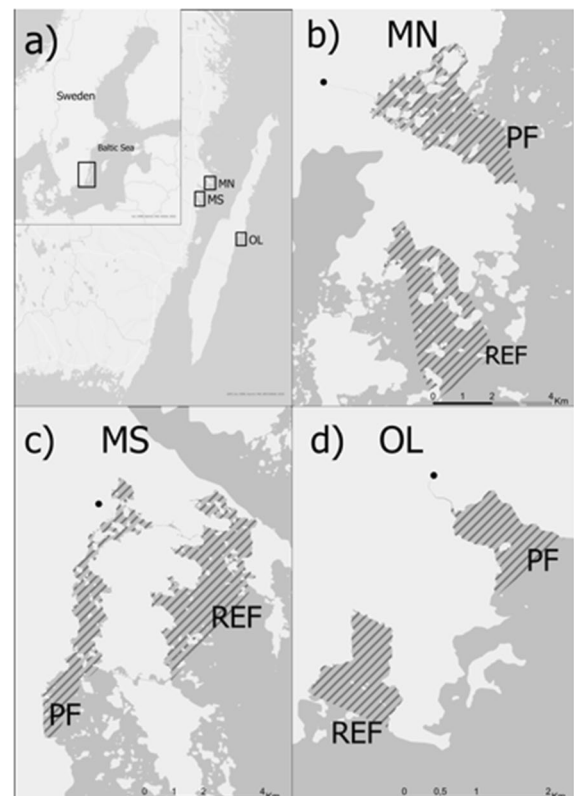 a)
Sweden
Baltic Sea
MN
MS
OL
b) MN
PF
REF
0 1 2 4 Km
c) MS
REF
PF
0 1 2 4 Km
d) OL
PF
REF
0 0,5 1 2 Km